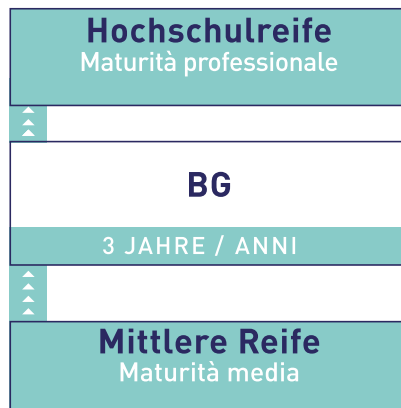 Hochschulreife
Maturità professionale
BG
3 JAHRE / ANNI
Mittlere Reife
Maturità media